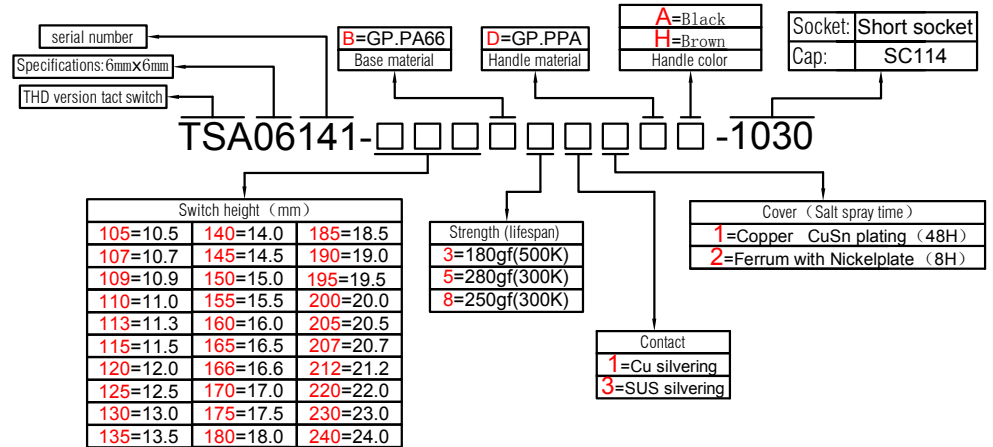 serial number
Specifications: 6mmX6mm
THD version tact switch
B=GP.PA66
Base material
D=GP.PPA
Handle material
A=Black
H=Brown
Handle color
Socket: Short socket
Cap: SC114
TSA06141-□□□□□□□□□-1030
Switch height（mm）
105=10.5 140=14.0 185=18.5
107=10.7 145=14.5 190=19.0
109=10.9 150=15.0 195=19.5
110=11.0 155=15.5 200=20.0
113=11.3 160=16.0 205=20.5
115=11.5 165=16.5 207=20.7
120=12.0 166=16.6 212=21.2
125=12.5 170=17.0 220=22.0
130=13.0 175=17.5 230=23.0
135=13.5 180=18.0 240=24.0
Strength (lifespan)
3=180gf(500K)
5=280gf(300K)
8=250gf(300K)
Contact
1=Cu silvering
3=SUS silvering
Cover（Salt spray time）
1=Copper CuSn plating（48H）
2=Ferrum with Nickelplate（8H）